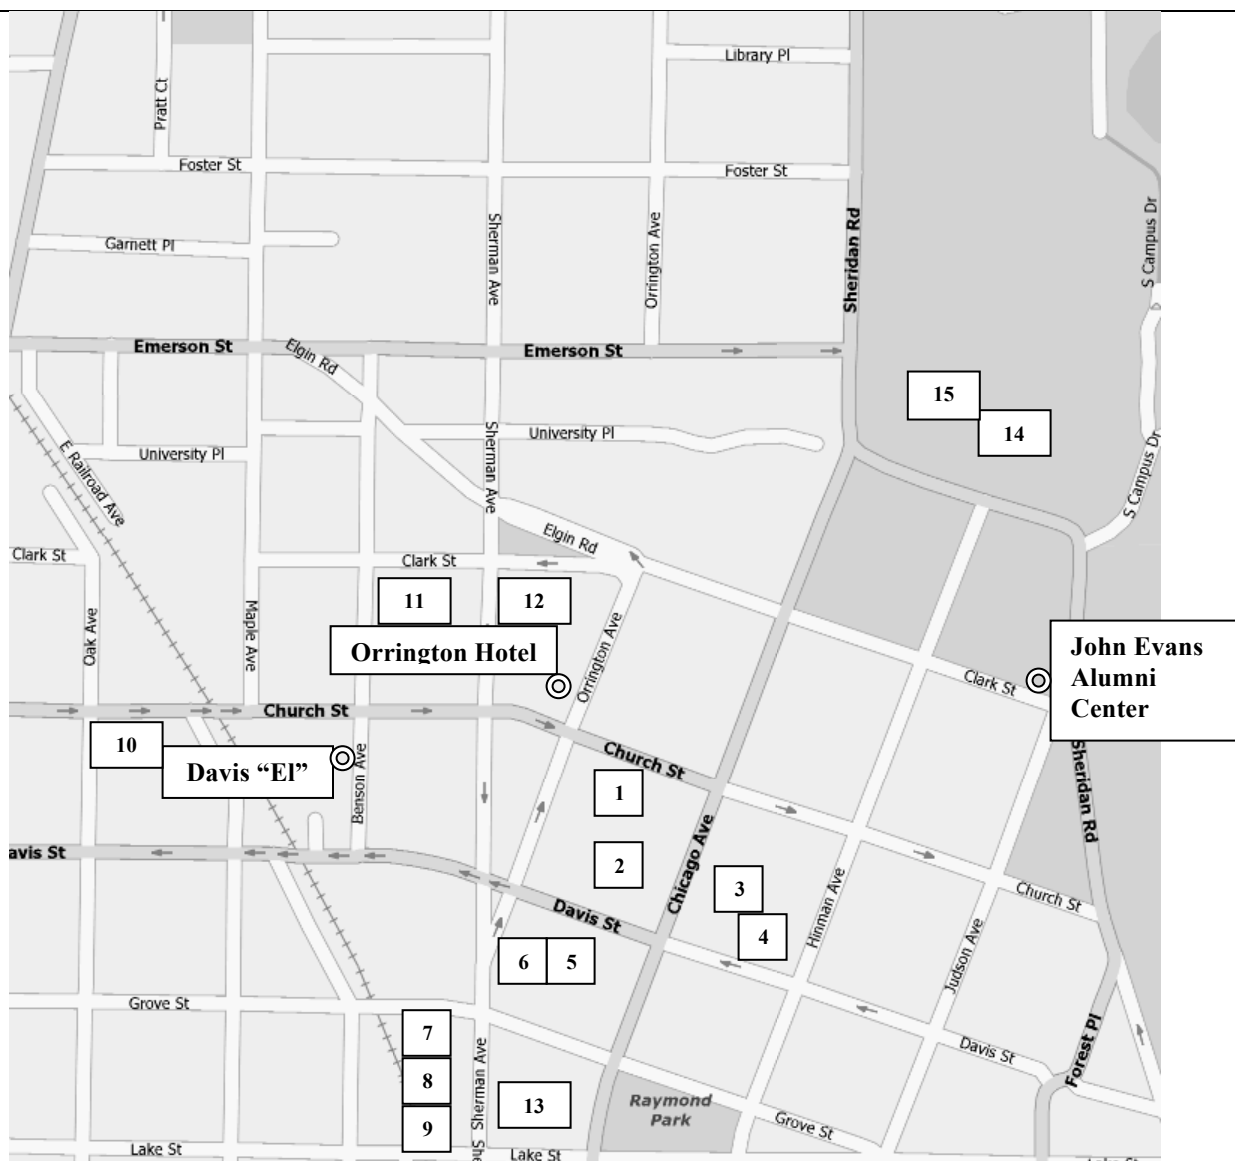 Library Pl
Pratt Ct
Foster St
Foster St
S Campus Dr
Sherman Ave
Orrington Ave
Sheridan Rd
Garnett Pl
Emerson St
Elgin Rd
Emerson St
15
14
Sherman Ave
University Pl
University Pl
E Railroad Ave
S Campus Dr
Elgin Rd
Clark St
Clark St
11
12
Oak Ave
Maple Ave
Orrington Hotel
Orrington Ave
John Evans
Alumni
Center
Clark St
Church St
10
Davis “El”
Benson Ave
Church St
Sheridan Rd
1
2
Chicago Ave
avis St
3
4
Hinman Ave
Church St
Davis St
Judson Ave
6
5
Grove St
7
8
9
Sherman Ave
She
13
Raymond
Park
Davis St
Forest Pl
Grove St
Lake St
Lake St
Lake St